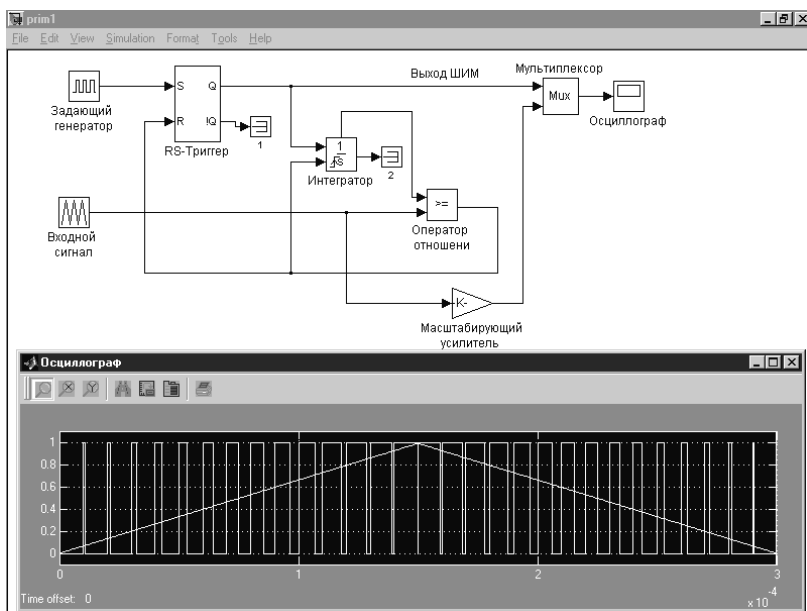 prim1
File Edit View Simulation Format Tools Help
Задающий
генератор
S Q
R !Q
RS-Триггер
1
1
S
Интегратор
2
Выход ШИМ
Мультиплексор
Mux
Осциллограф
Входной
сигнал
>=
Оператор
отношени
-K-
Масштабирующий
усилитель
Осциллограф
1
0.8
0.6
0.4
0.2
0
0 1 2 3
Time offset: 0
x 10
-4